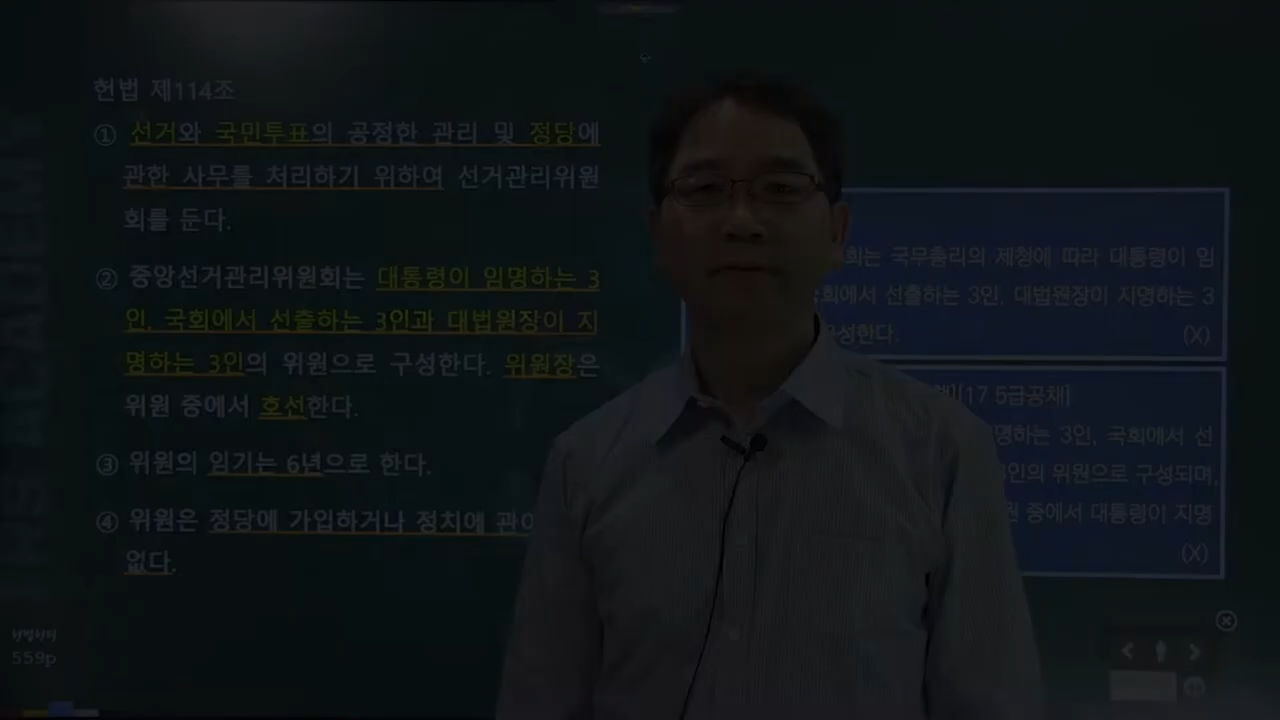 헌법 제114조
① 선거와 국민투표의 공정한 관리 및 정당에
관한 사무를 처리하기 위하여 선거관리위원
회를 둔다.
② 중앙선거관리위원회는 대통령이 임명하는 3
인, 국회에서 선출하는 3인과 대법원장이 지
명하는 3인의 위원으로 구성한다. 위원장은
위원 중에서 호선한다.
③ 위원의 임기는 6년으로 한다.
④ 위원은 정당에 가입하거나 정치에
없다.
회는 국무총리의 제청에 따라 대통령이 임
국회에서 선출하는 3인, 대법원장이 지명하는 3
구성한다. (X)
[17 5급공채]
명하는 3인, 국회에서 선
3인의 위원으로 구성되며,
중에서 대통령이 지명
(X)
559p